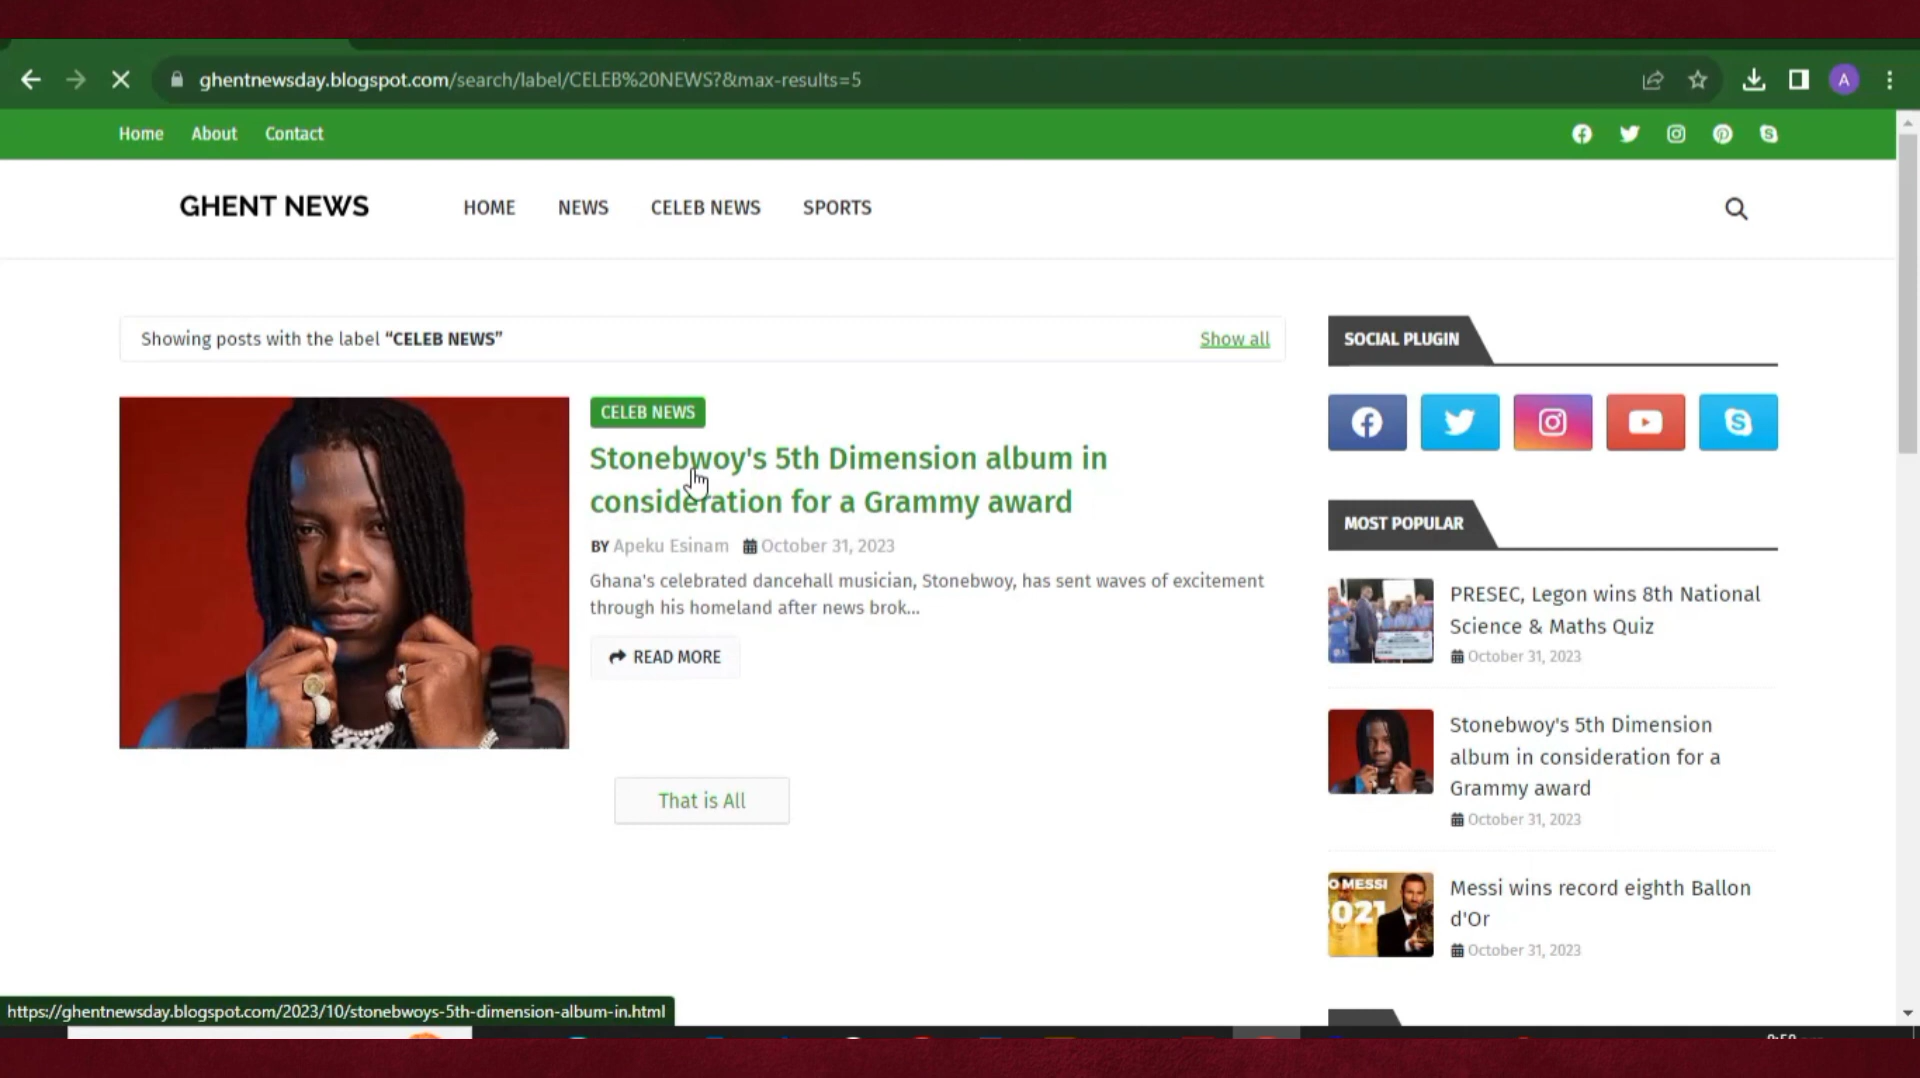 ghentnewsday.blogspot.com/search/label/CELEB%20NEWS?&max-results=5
A
Home About Contact
GHENT NEWS
HOME NEWS CELEB NEWS SPORTS
Showing posts with the label “CELEB NEWS”
Show all
CELEB NEWS
Stonebwoy's 5th Dimension album in
consideration for a Grammy award
BY Apeku Esinam October 31, 2023
Ghana's celebrated dancehall musician, Stonebwoy, has sent waves of excitement
through his homeland after news brok...
READ MORE
That is All
SOCIAL PLUGIN
MOST POPULAR
PRESEC, Legon wins 8th National
Science & Maths Quiz
October 31, 2023
Stonebwoy's 5th Dimension
album in consideration for a
Grammy award
October 31, 2023
O MESSI
2021
Messi wins record eighth Ballon
d'Or
October 31, 2023
https://ghentnewsday.blogspot.com/2023/10/stonebwoys-5th-dimension-album-in.html